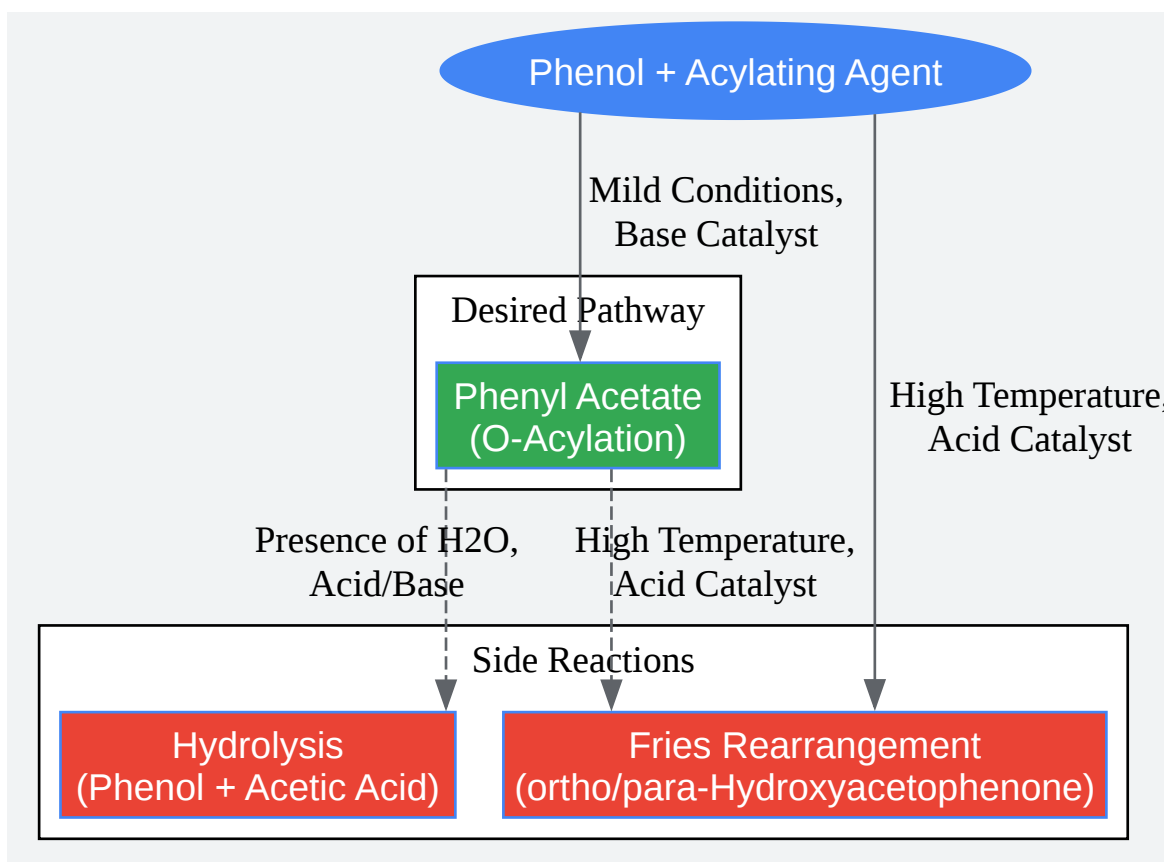 Phenol + Acylating Agent
Mild Conditions,
Base Catalyst
Desired Pathway
Phenyl Acetate
(O-Acylation)
High Temperature,
Acid Catalyst
Presence of H2O,
Acid/Base
High Temperature,
Acid Catalyst
Side Reactions
Hydrolysis
(Phenol + Acetic Acid)
Fries Rearrangement
(ortho/para-Hydroxyacetophenone)